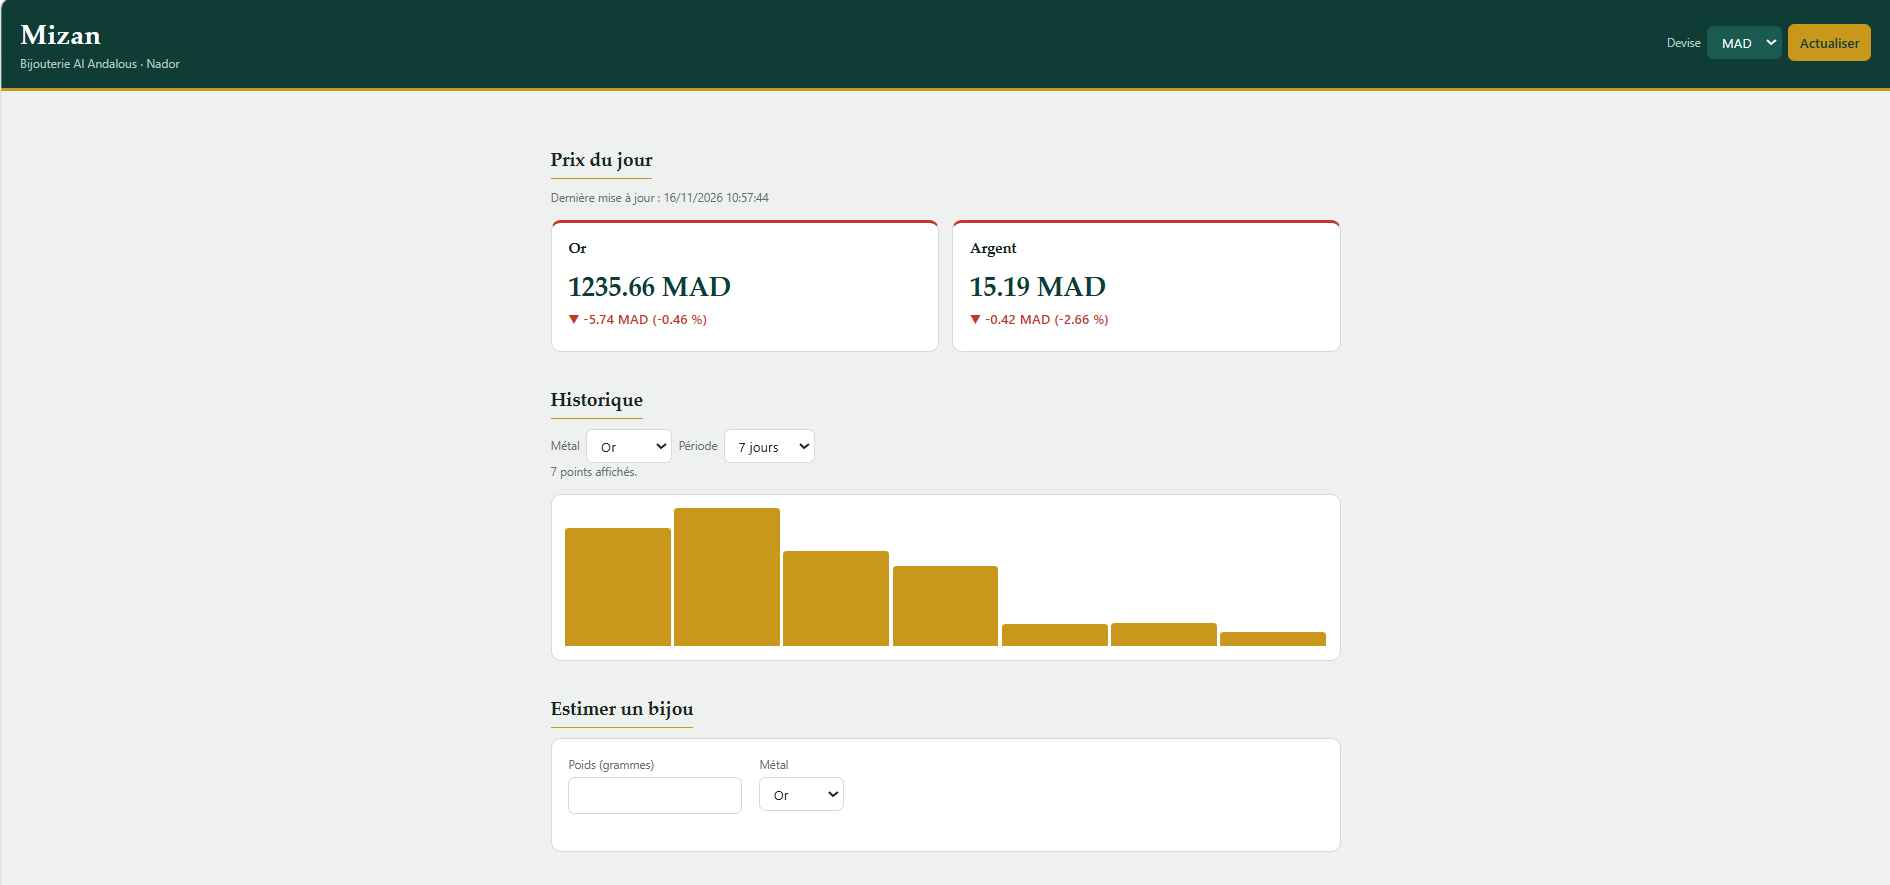 Mizan
Bijouterie Al Andalous · Nador
Devise MAD Actualiser
Prix du jour
Dernière mise à jour : 16/11/2026 10:57:44
Or
1235.66 MAD
▼ -5.74 MAD (-0.46 %)
Argent
15.19 MAD
▼ -0.42 MAD (-2.66 %)
Historique
Métal Or Période 7 jours
7 points affichés.
Estimer un bijou
Poids (grammes)
Métal
Or